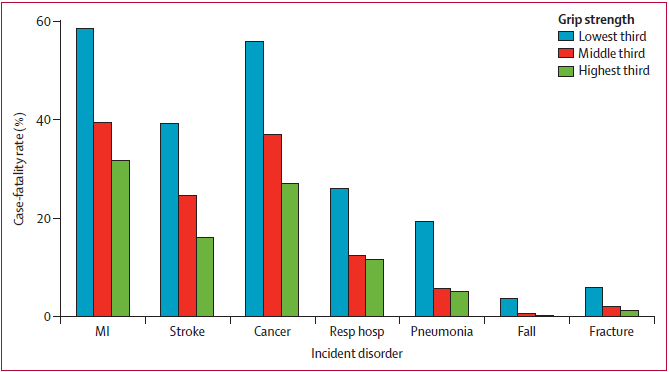 Grip strength
Lowest third
Middle third
Highest third
60
40
20
0
Case-fatality rate (%)
MI
Stroke
Cancer
Resp hosp
Pneumonia
Fall
Fracture
Incident disorder